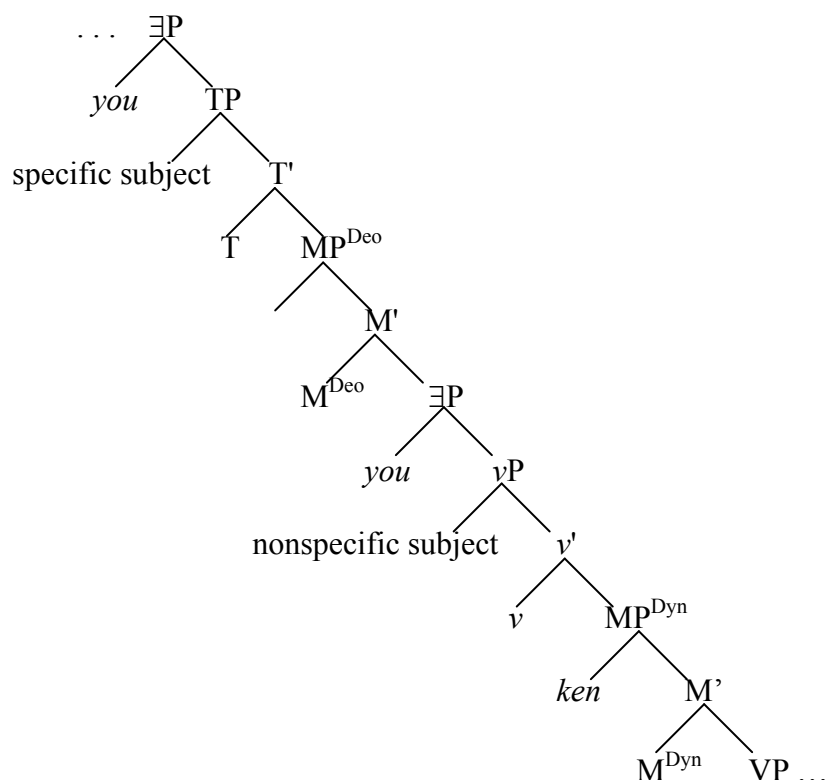 ... ∃P
you TP
specific subject T'
T MP^Deo
M'
M^Deo ∃P
you vP
nonspecific subject v'
v MP^Dyn
ken M’
M^Dyn VP ...